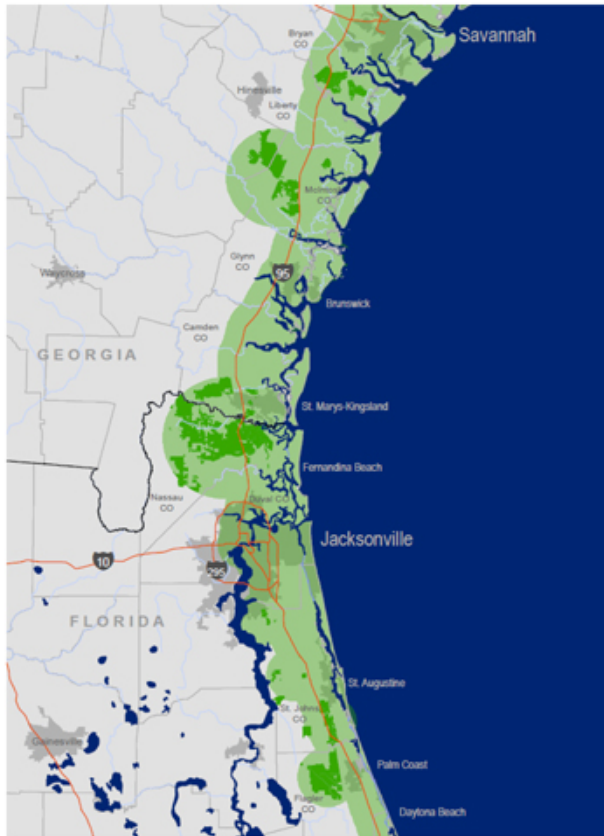 Savannah
Bryan
CO
Hinesville
Liberty
CO
McIntosh
CO
Glynn
CO
Waycross
95
Brunswick
Camden
CO
GEORGIA
St. Marys-Kingsland
Fernandina Beach
Nassau
CO
Duval CO
Jacksonville
10
295
FLORIDA
St. Augustine
St. Johns
CO
Gainesville
Palm Coast
Flagler
Daytona Beach